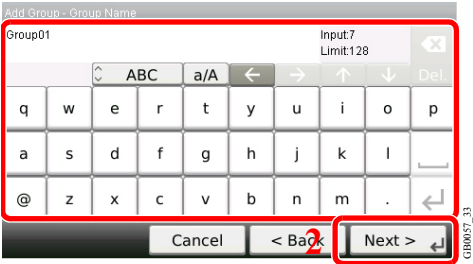 Add Group - Group Name
Group01
Input:7
Limit:128
ABC a/A ← → ↑ ↓ Del.
q w e r t y u i o p
a s d f g h j k l
@ z x c v b n m .
Cancel < Back 2 Next >
GB0057_33